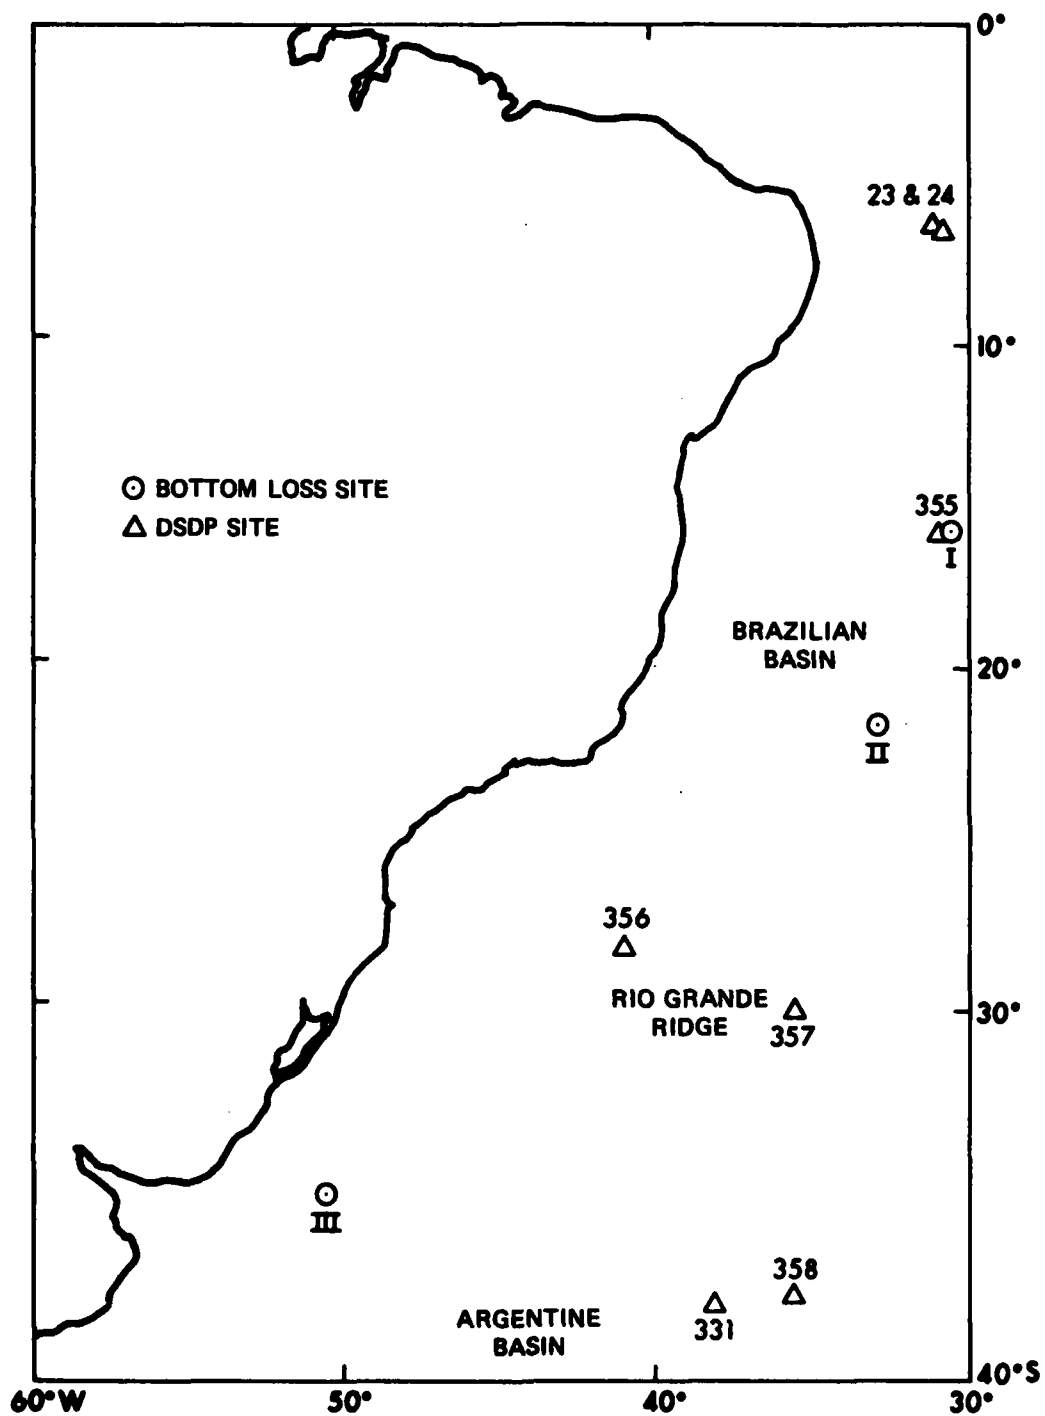 0°
23 & 24
10°
⊙ BOTTOM LOSS SITE
△ DSDP SITE
355
I
BRAZILIAN
BASIN
20°
II
356
RIO GRANDE
RIDGE
357
30°
III
358
331
ARGENTINE
BASIN
40°S
60°W
50°
40°
30°